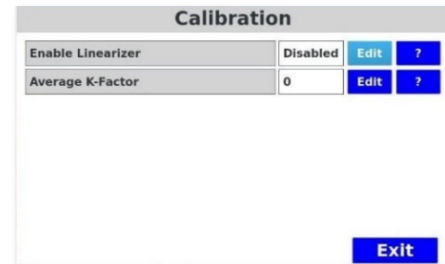 Calibration
Enable Linearizer Disabled Edit ?
Average K-Factor 0 Edit ?
Exit